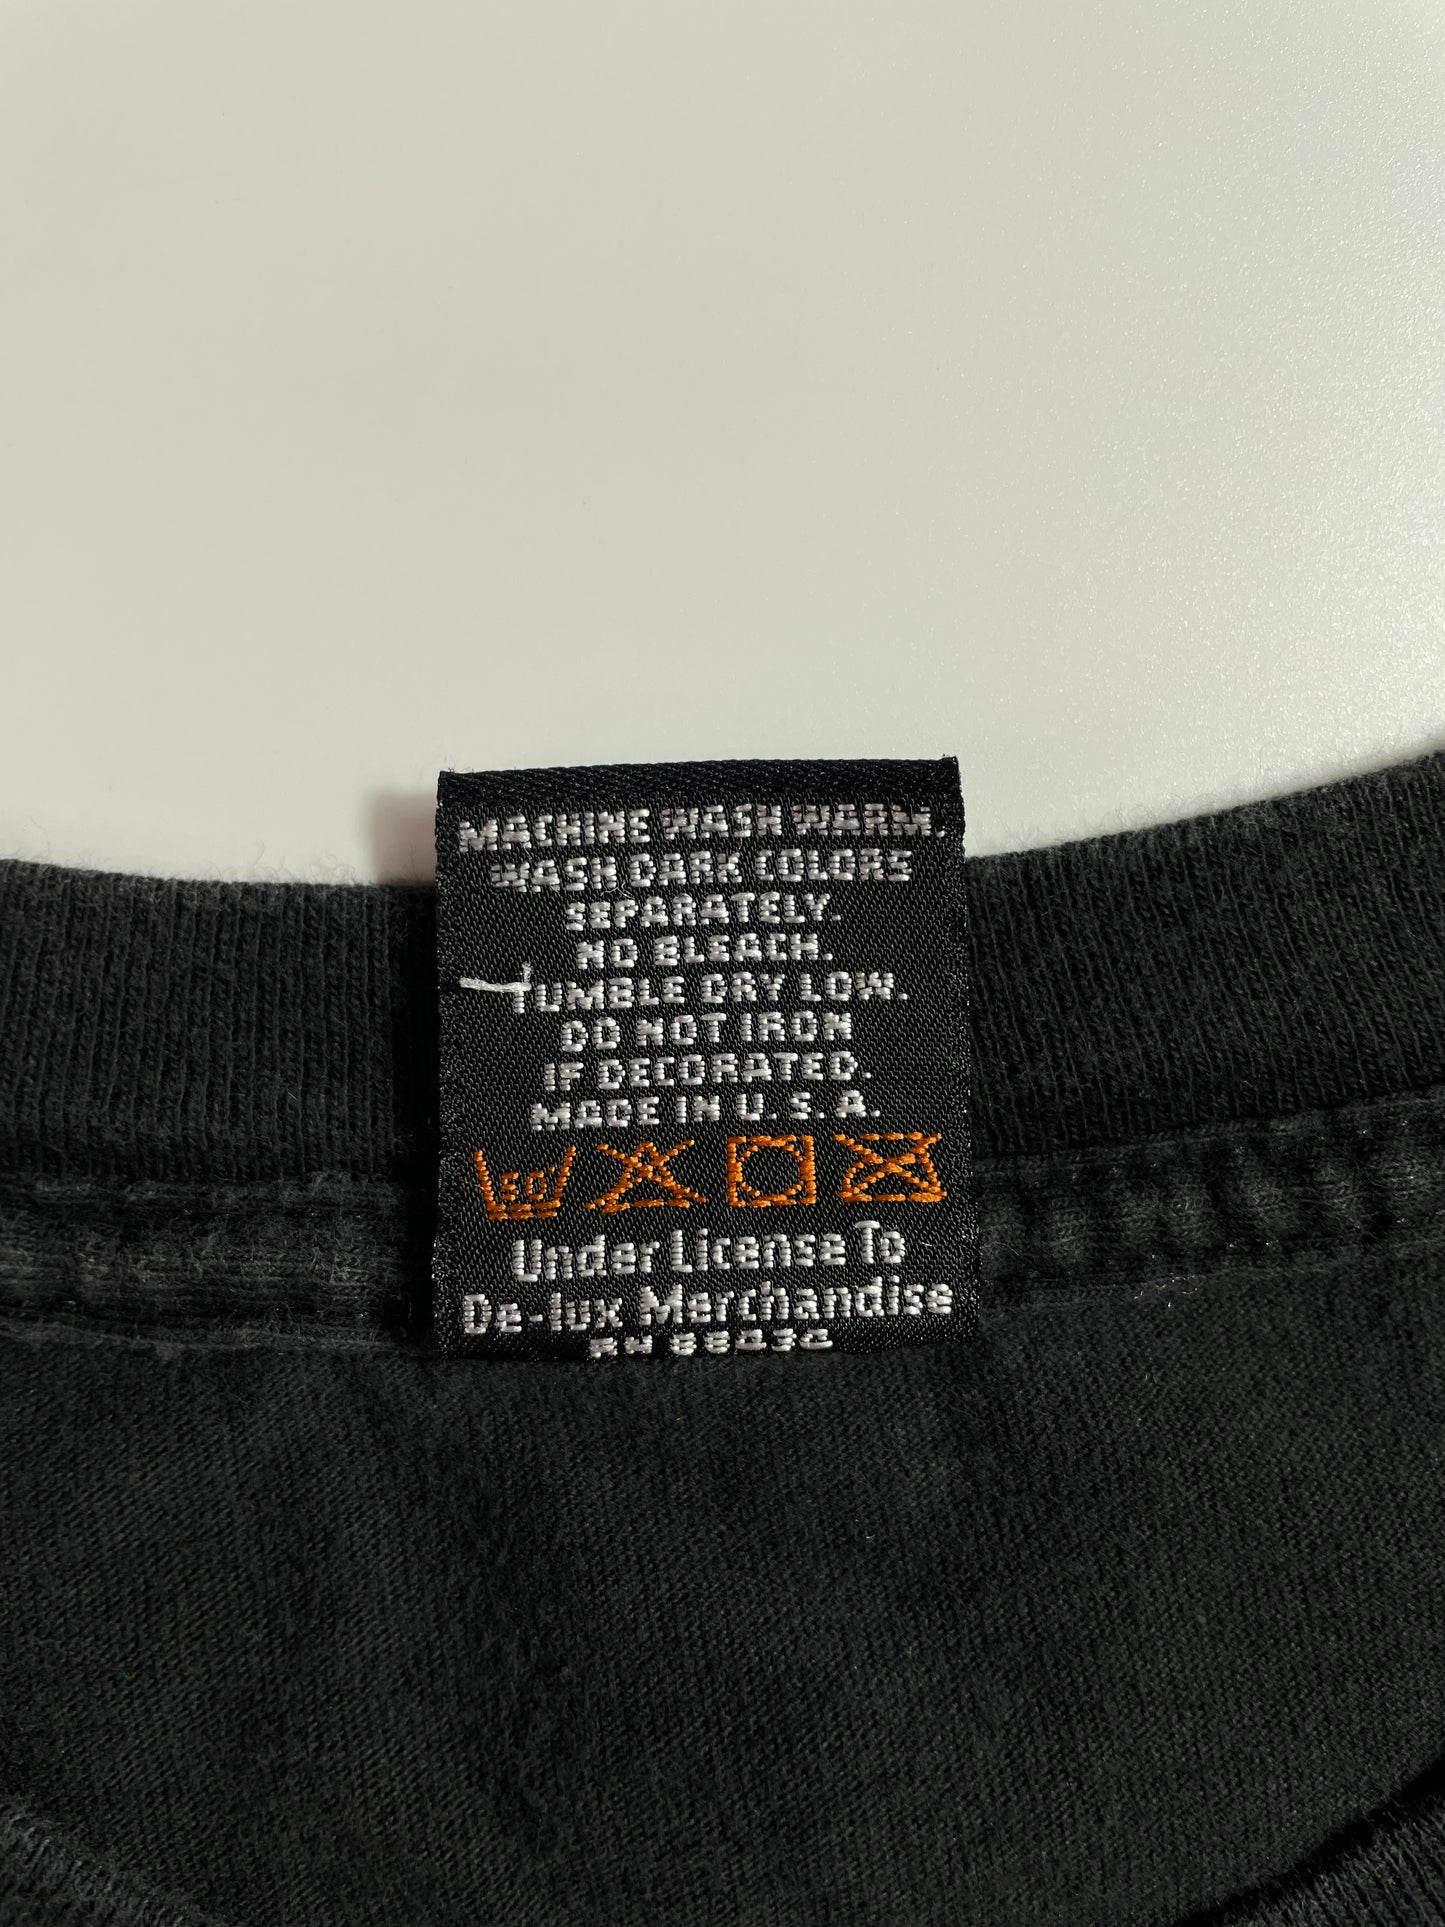 MACHINE WASH WARM.
WASH DARK COLORS
SEPARATELY.
NO BLEACH.
TUMBLE DRY LOW.
DO NOT IRON
IF DECORATED.
MADE IN U.S.A.
50°
Under License To
De-lux Merchandise